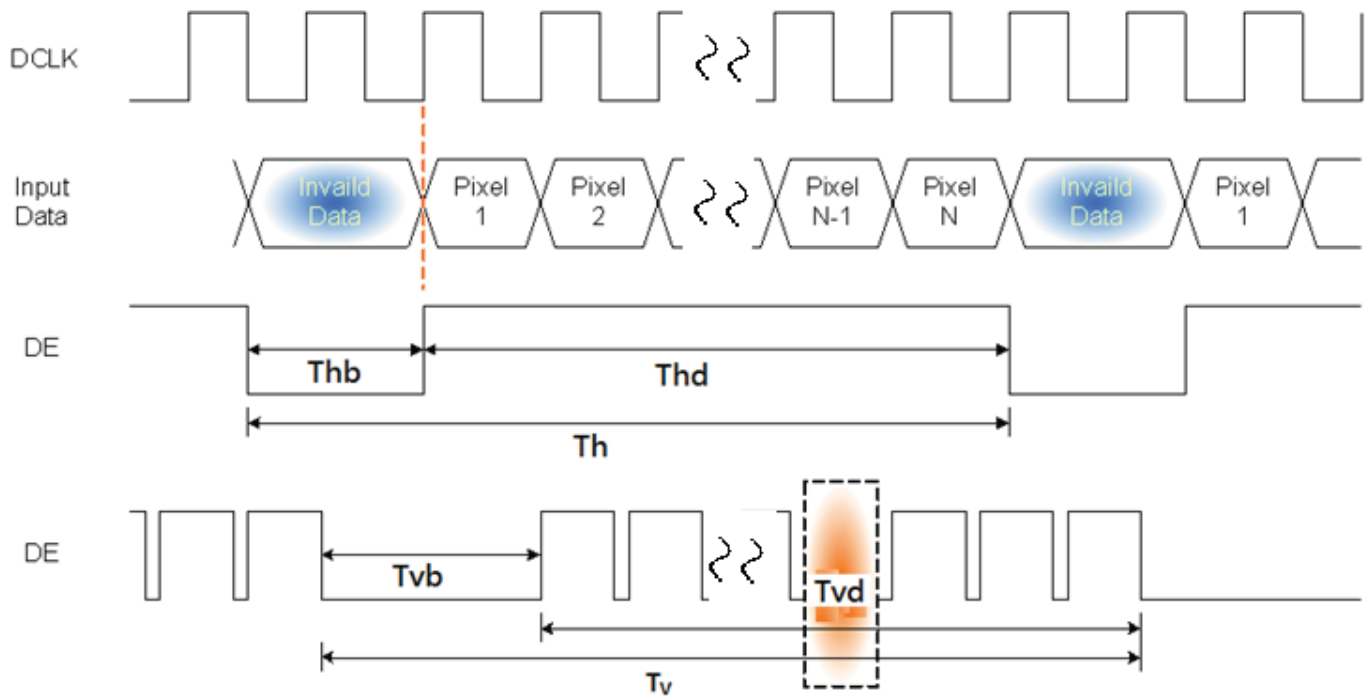 DCLK
Input
Data
Invaild
Data
Pixel
1
Pixel
2
Pixel
N-1
Pixel
N
Invaild
Data
Pixel
1
DE
Thb
Thd
Th
DE
Tvb
Tvd
Tv